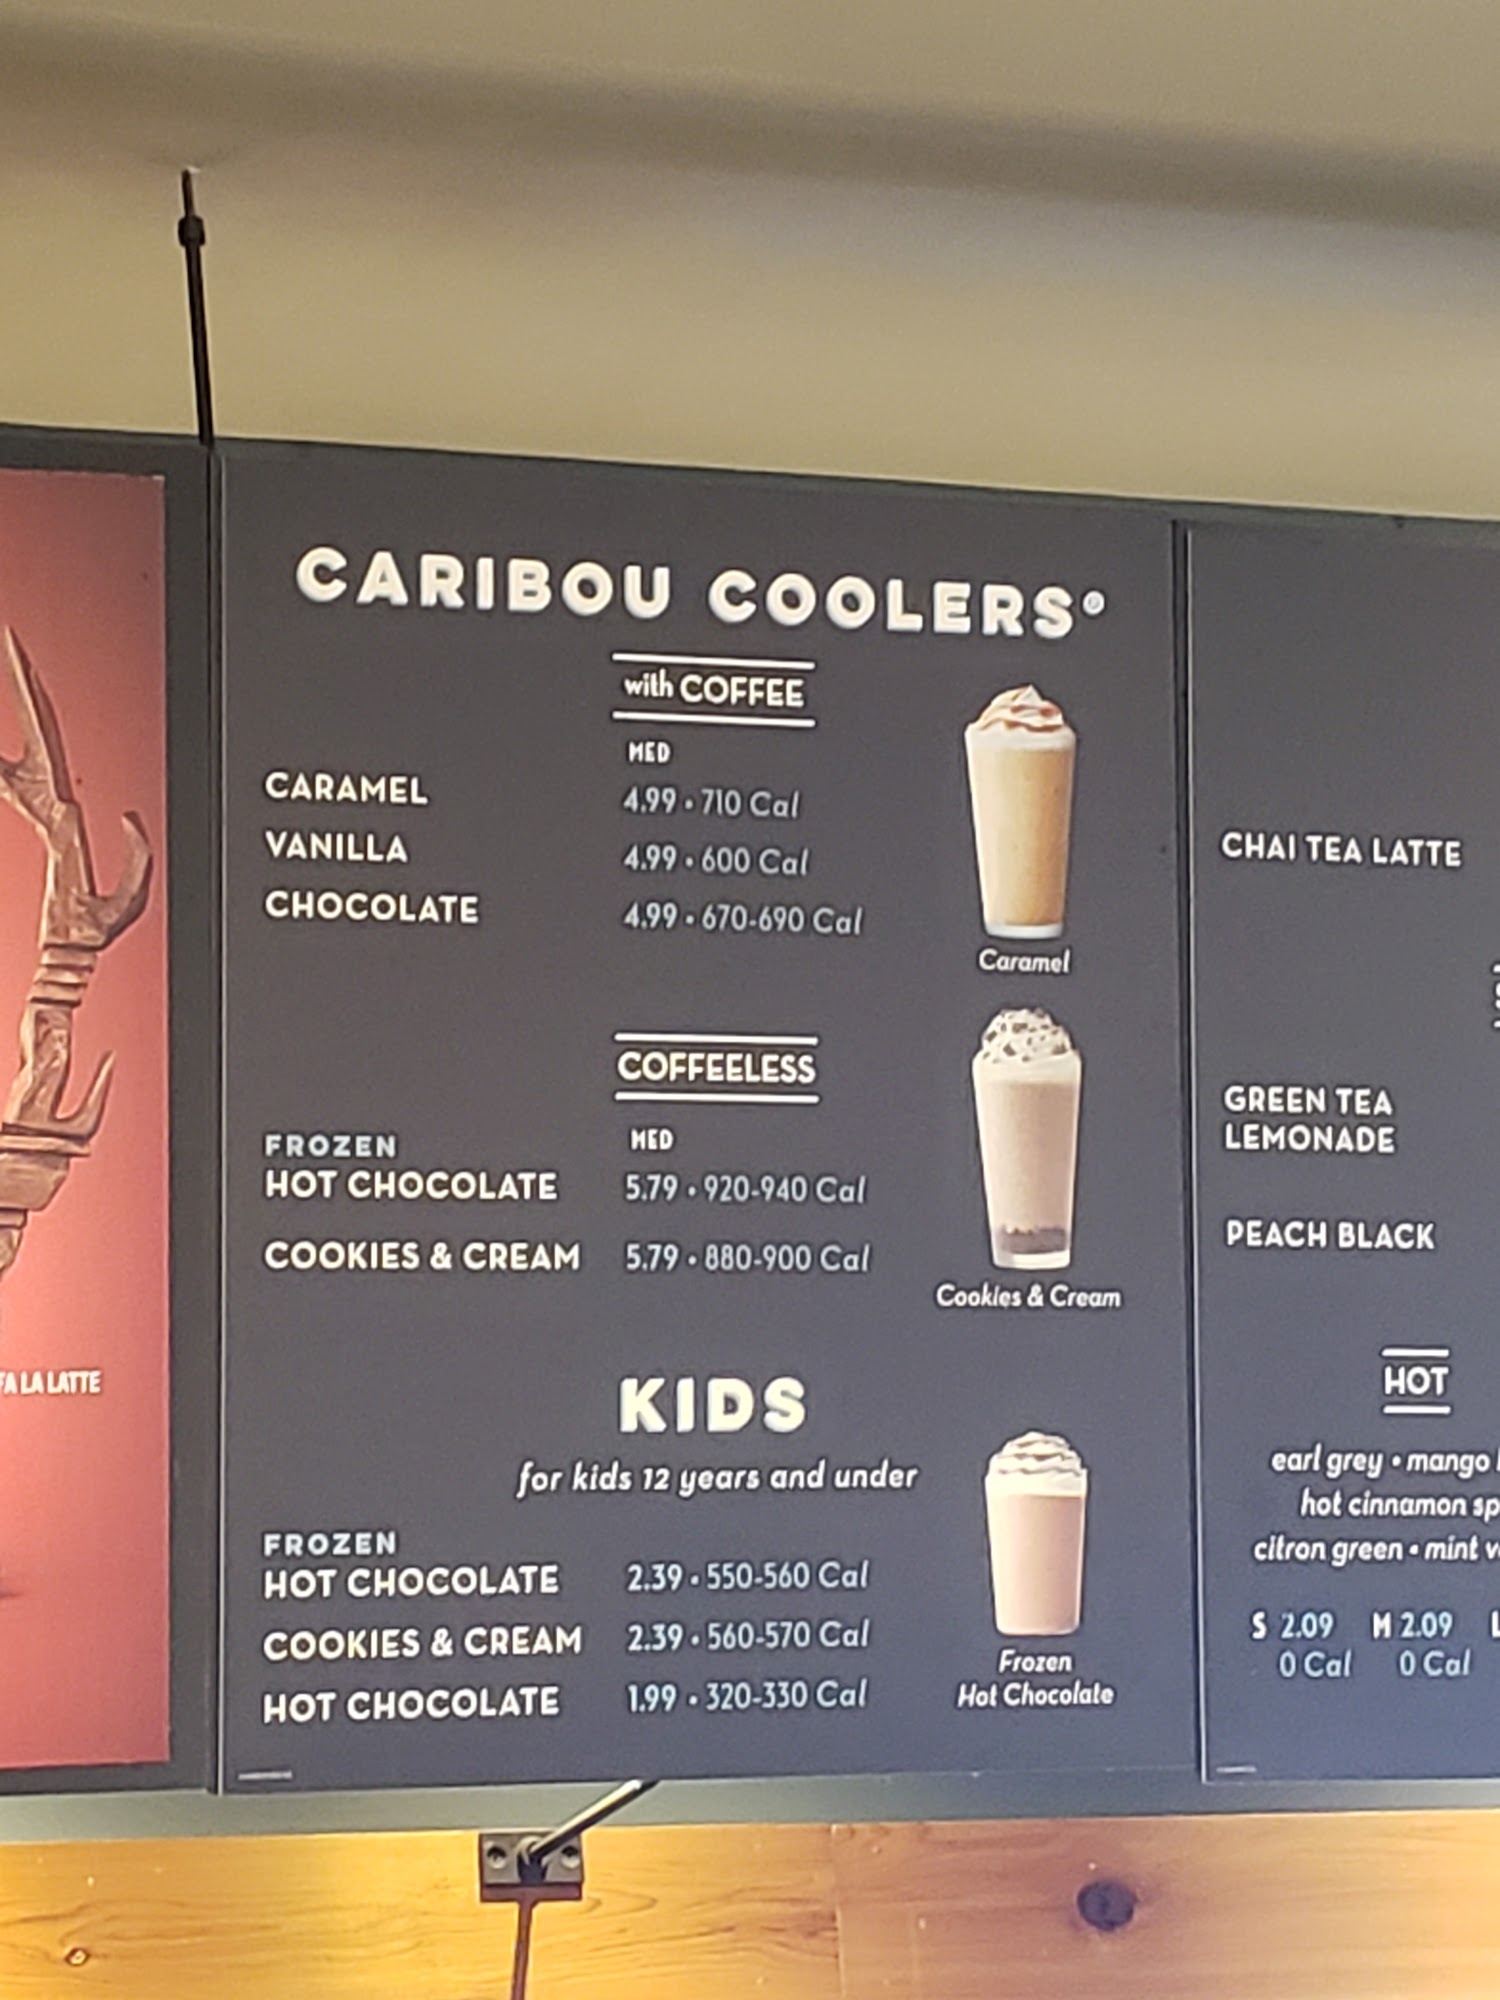 CARIBOU COOLERS®
with COFFEE
MED
CARAMEL 4.99 • 710 Cal
VANILLA 4.99 • 600 Cal
CHOCOLATE 4.99 • 670-690 Cal
Caramel
COFFEELESS
MED
FROZEN
HOT CHOCOLATE 5.79 • 920-940 Cal
COOKIES & CREAM 5.79 • 880-900 Cal
Cookies & Cream
KIDS
for kids 12 years and under
FROZEN
HOT CHOCOLATE 2.39 • 550-560 Cal
COOKIES & CREAM 2.39 • 560-570 Cal
HOT CHOCOLATE 1.99 • 320-330 Cal
Frozen
Hot Chocolate
LA LATTE
CHAI TEA LATTE
GREEN TEA
LEMONADE
PEACH BLACK
HOT
earl grey • mango
hot cinnamon sp
citron green • mint
S 2.09 M 2.09 L
0 Cal 0 Cal